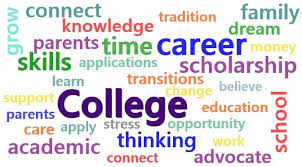 connect tradition family
grow knowledge dream
parents time career money
skills applications scholarship
learn transitions
support change believe
College education school
parents
care apply stress opportunity
academic thinking work
connect advocate